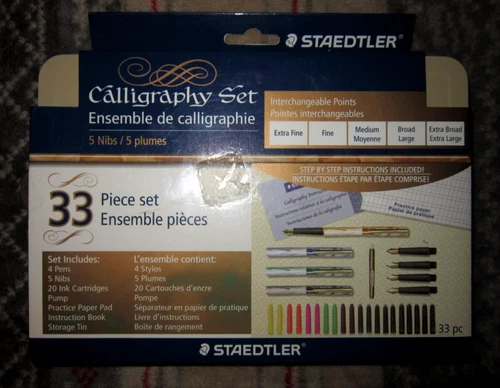 STAEDTLER
Calligraphy Set
Ensemble de calligraphie
5 Nibs / 5 plumes
Interchangeable Points
Pointes interchangeables
Extra Fine
Fine
Medium
Moyenne
Broad
Large
Extra Broad
Extra Large
STEP BY STEP INSTRUCTIONS INCLUDED!
INSTRUCTIONS ÉTAPE PAR ÉTAPE COMPRISE!
33 Piece set
Ensemble pièces
Practice paper
Papier de pratique
Set Includes:
4 Pens
5 Nibs
20 Ink Cartridges
Pump
Practice Paper Pad
Instruction Book
Storage Tin
L'ensemble contient:
4 Stylos
5 Plumes
20 Cartouches d'encre
Pompe
Séparateur en papier de pratique
Livre d'instructions
Boîte de rangement
33 pc
STAEDTLER